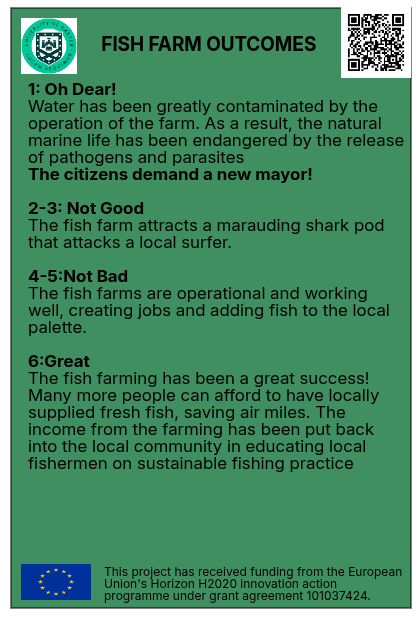 FISH FARM OUTCOMES
1: Oh Dear!
Water has been greatly contaminated by the
operation of the farm. As a result, the natural
marine life has been endangered by the release
of pathogens and parasites
The citizens demand a new mayor!
2-3: Not Good
The fish farm attracts a marauding shark pod
that attacks a local surfer.
4-5:Not Bad
The fish farms are operational and working
well, creating jobs and adding fish to the local
palette.
6:Great
The fish farming has been a great success!
Many more people can afford to have locally
supplied fresh fish, saving air miles. The
income from the farming has been put back
into the local community in educating local
fishermen on sustainable fishing practice
This project has received funding from the European
Union's Horizon H2020 innovation action
programme under grant agreement 101037424.